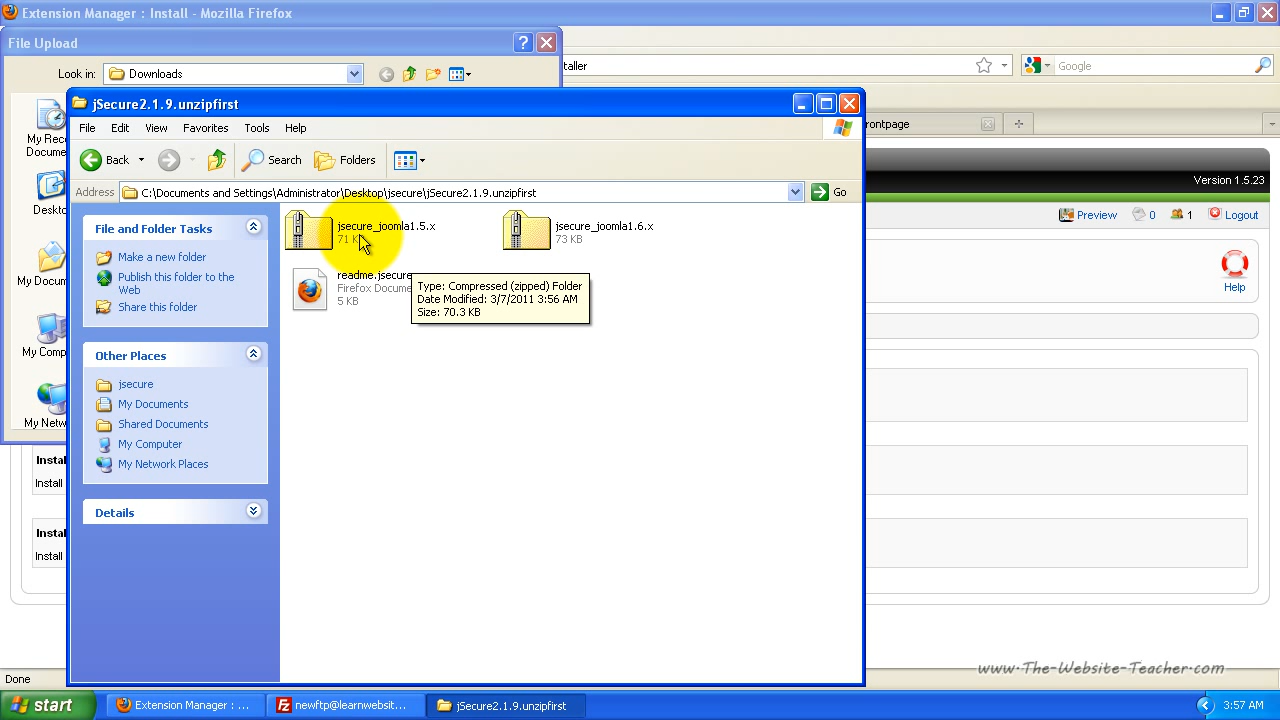 Extension Manager : Install - Mozilla Firefox
File Upload
Look in:
Downloads
taller
Google
rontpage
Version 1.5.23
Preview
0
1
Logout
Help
My Rece
Docume
Deskto
My Docum
My Comp
My Netw
jSecure2.1.9.unzipfirst
File Edit View Favorites Tools Help
Back
Search
Folders
Address
C:\Documents and Settings\Administrator\Desktop\jsecure\jSecure2.1.9.unzipfirst
Go
File and Folder Tasks
Make a new folder
Publish this folder to the
Web
Share this folder
Other Places
jsecure
My Documents
Shared Documents
My Computer
My Network Places
Details
jsecure_joomla1.5.x
71 K
jsecure_joomla1.6.x
73 KB
readme.jsecure
Firefox Docume
5 KB
Type: Compressed (zipped) Folder
Date Modified: 3/7/2011 3:56 AM
Size: 70.3 KB
Instal
Install
Instal
Install
www.The-Website-Teacher.com
Done
start
Extension Manager : ...
newftp@learnwebsit...
jSecure2.1.9.unzipfirst
3:57 AM